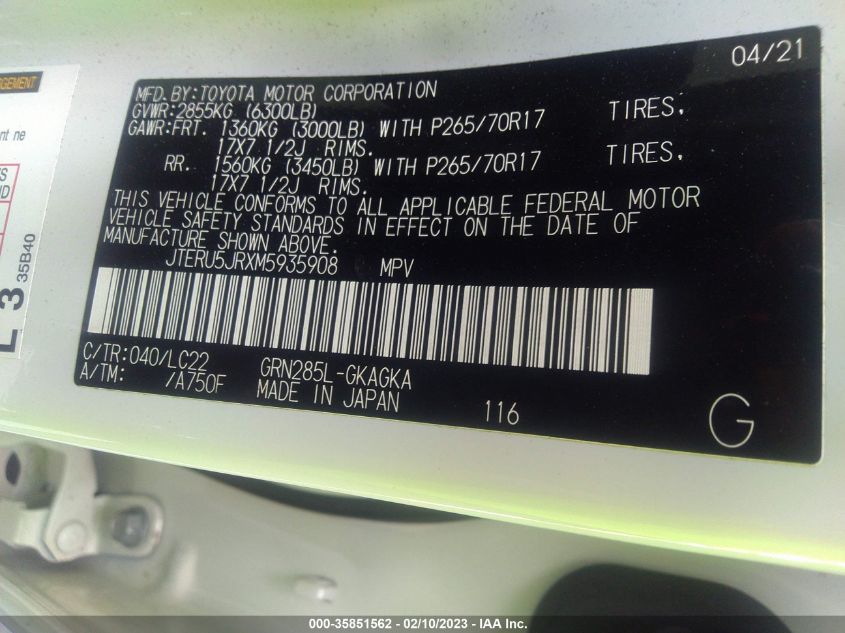 04/21
MFD.BY:TOYOTA MOTOR CORPORATION
GVWR:2855KG (6300LB)
GAWR:FRT. 1360KG (3000LB) WITH P265/70R17 TIRES,
17X7 1/2J RIMS.
RR. 1560KG (3450LB) WITH P265/70R17 TIRES,
17X7 1/2J RIMS.
THIS VEHICLE CONFORMS TO ALL APPLICABLE FEDERAL MOTOR
VEHICLE SAFETY STANDARDS IN EFFECT ON THE DATE OF
MANUFACTURE SHOWN ABOVE.
JTERU5JRXM5935908 MPV
C/TR:040/LC22 GRN285L-GKAGKA
A/TM: /A750F MADE IN JAPAN
116
G
35B40
L 3
000-35851562 - 02/10/2023 - IAA Inc.